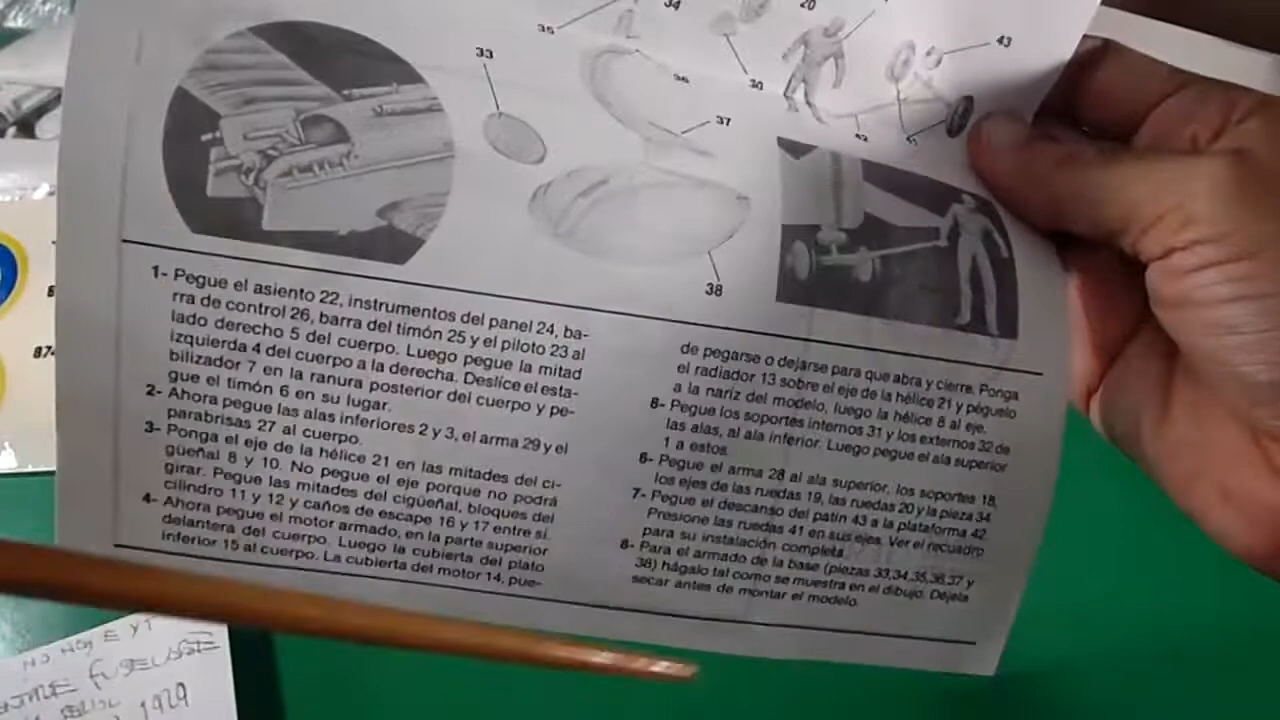 35
34
20
33
36
30
43
37
42
41
38
1- Pegue el asiento 22, instrumentos del panel 24, ba-
rra de control 26, barra del timón 25 y el piloto 23 al
lado derecho 5 del cuerpo. Luego pegue la mitad
izquierda 4 del cuerpo a la derecha. Deslice el esta-
bilizador 7 en la ranura posterior del cuerpo y pe-
gue el timón 6 en su lugar.
2- Ahora pegue las alas inferiores 2 y 3, el arma 29 y el
parabrisas 27 al cuerpo.
3- Ponga el eje de la hélice 21 en las mitades del ci-
güeñal 8 y 10. No pegue el eje porque no podrá
girar. Pegue las mitades del cigüeñal, bloques del
cilindro 11 y 12 y caños de escape 16 y 17 entre sí.
4- Ahora pegue el motor armado, en la parte superior
delantera del cuerpo. Luego la cubierta del plato
inferior 15 al cuerpo. La cubierta del motor 14, pue-
de pegarse o dejarse para que abra y cierre. Ponga
el radiador 13 sobre el eje de la hélice 21 y péguelo
a la nariz del modelo, luego la hélice 8 al eje.
8- Pegue los soportes internos 31 y los externos 32 de
las alas, al ala inferior. Luego pegue el ala superior
1 a estos.
6- Pegue el arma 28 al ala superior, los soportes 18,
los ejes de las ruedas 19, las ruedas 20 y la pieza 34
7- Pegue el descanso del patín 43 a la plataforma 42.
Presione las ruedas 41 en sus ejes. Ver el recuadro
para su instalación completa.
8- Para el armado de la base (piezas 33,34,35,36,37 y
38) hágalo tal como se muestra en el dibujo. Déjela
secar antes de montar el modelo.
NO HOY E YT
FUSELAGE
1929
874